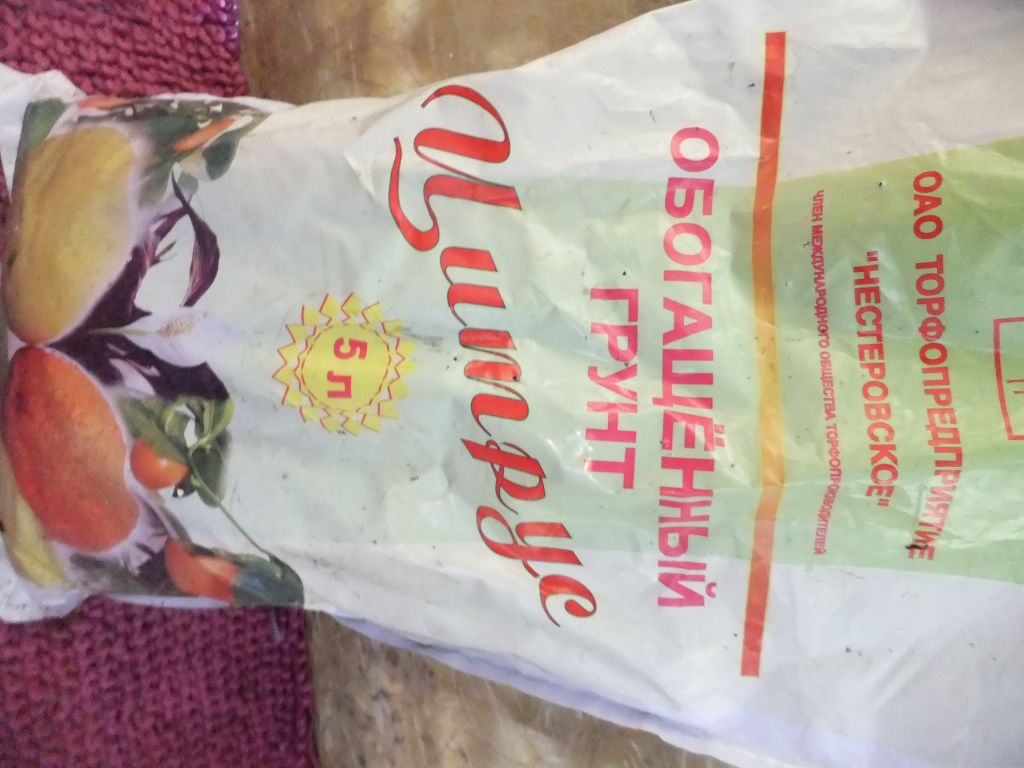 ОАО ТОРФОПРЕДПРИЯТИЕ
"НЕСТЕРОВСКОЕ"
ЧЛЕН МЕЖДУНАРОДНОГО ОБЩЕСТВА ТОРФОПРОИЗВОДИТЕЛЕЙ
ОБОГАЩЁННЫЙ
ГРУНТ
Цитрус
5 Л